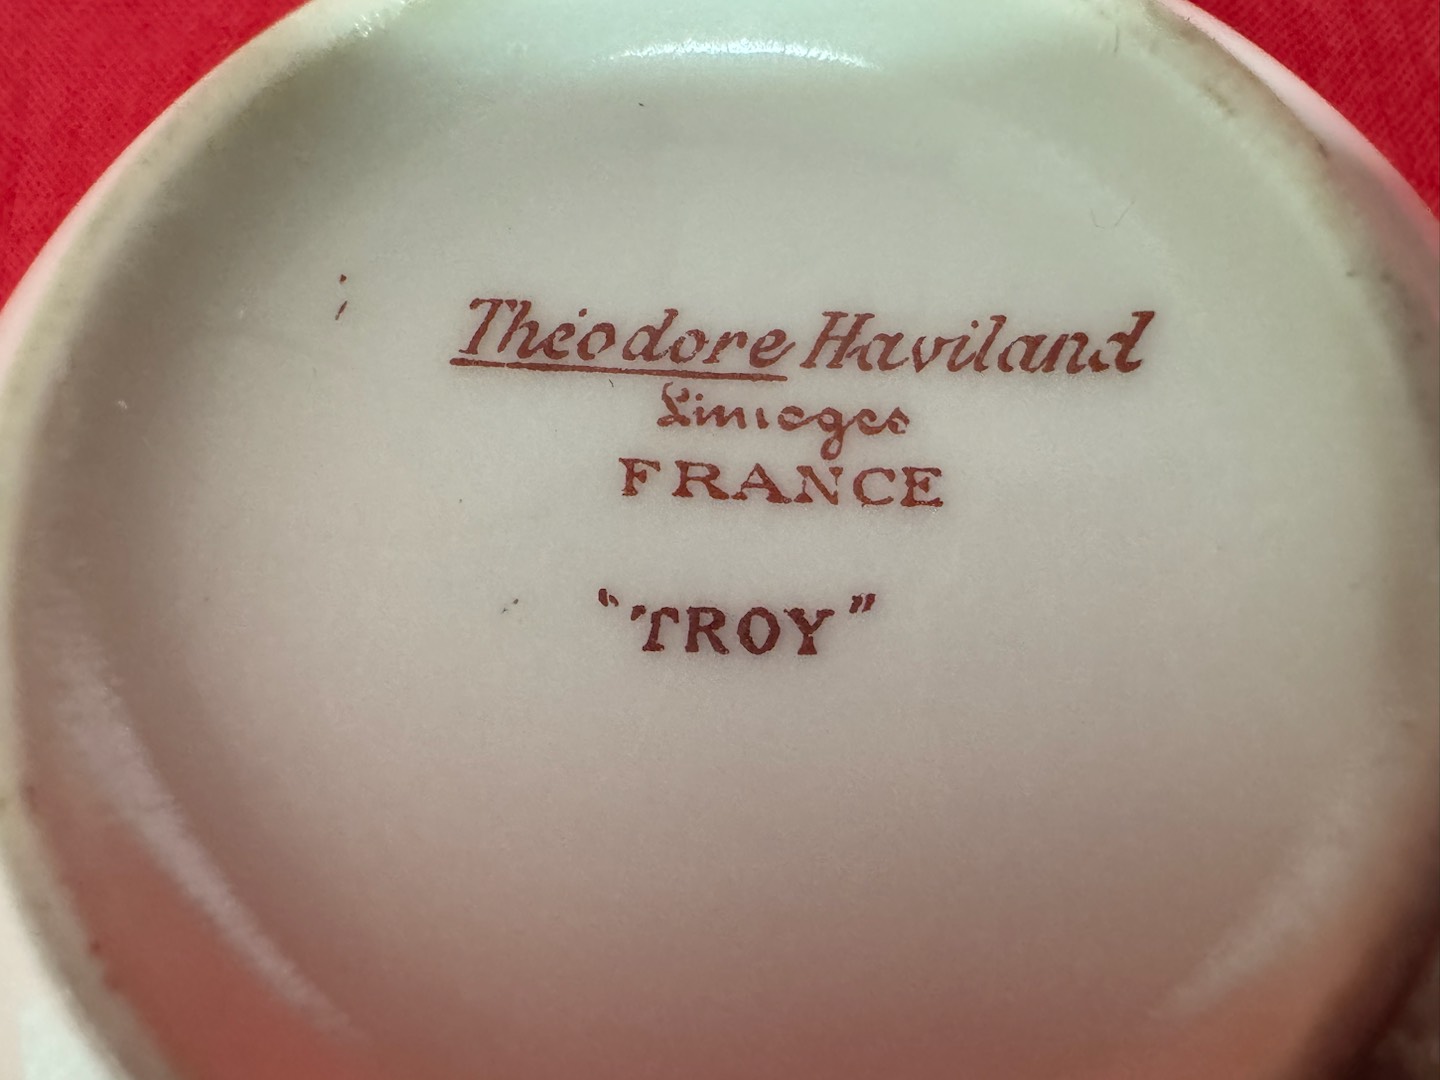 Théodore Haviland
Limoges
FRANCE
"TROY"